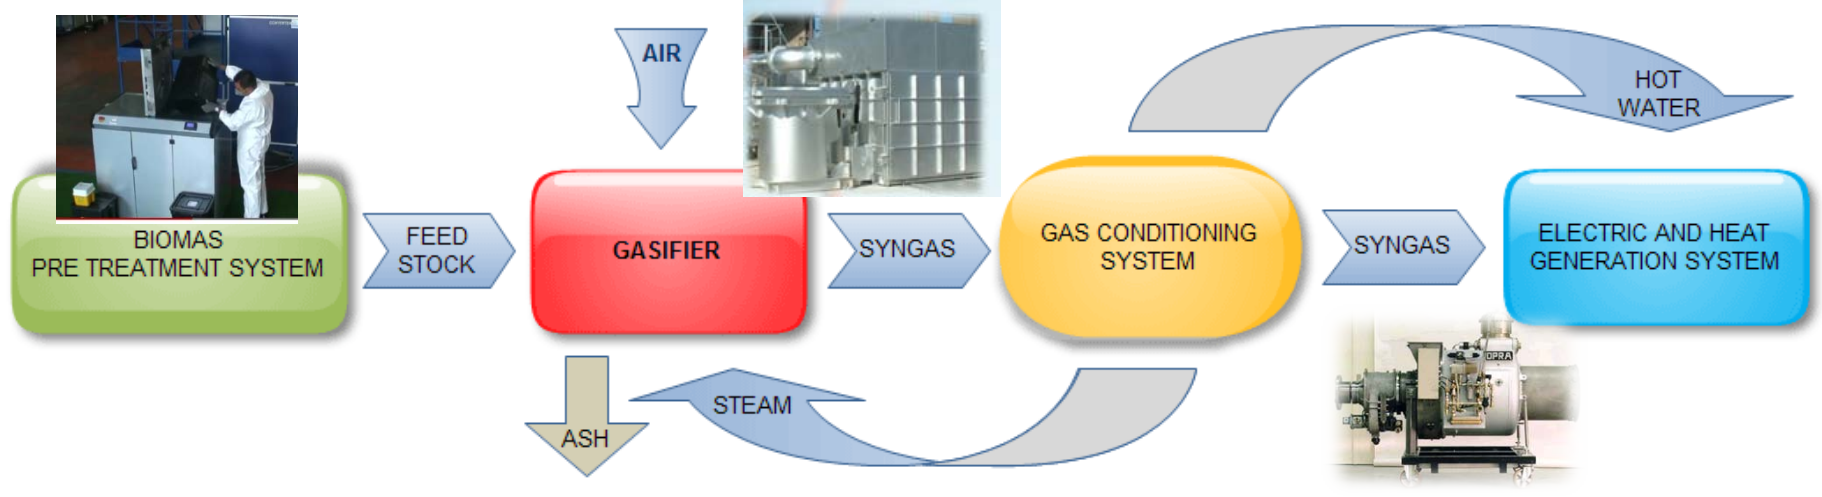 AIR
HOT
WATER
BIOMAS
PRE TREATMENT SYSTEM
FEED
STOCK
GASIFIER
SYNGAS
GAS CONDITIONING
SYSTEM
SYNGAS
ELECTRIC AND HEAT
GENERATION SYSTEM
STEAM
ASH
OPRA